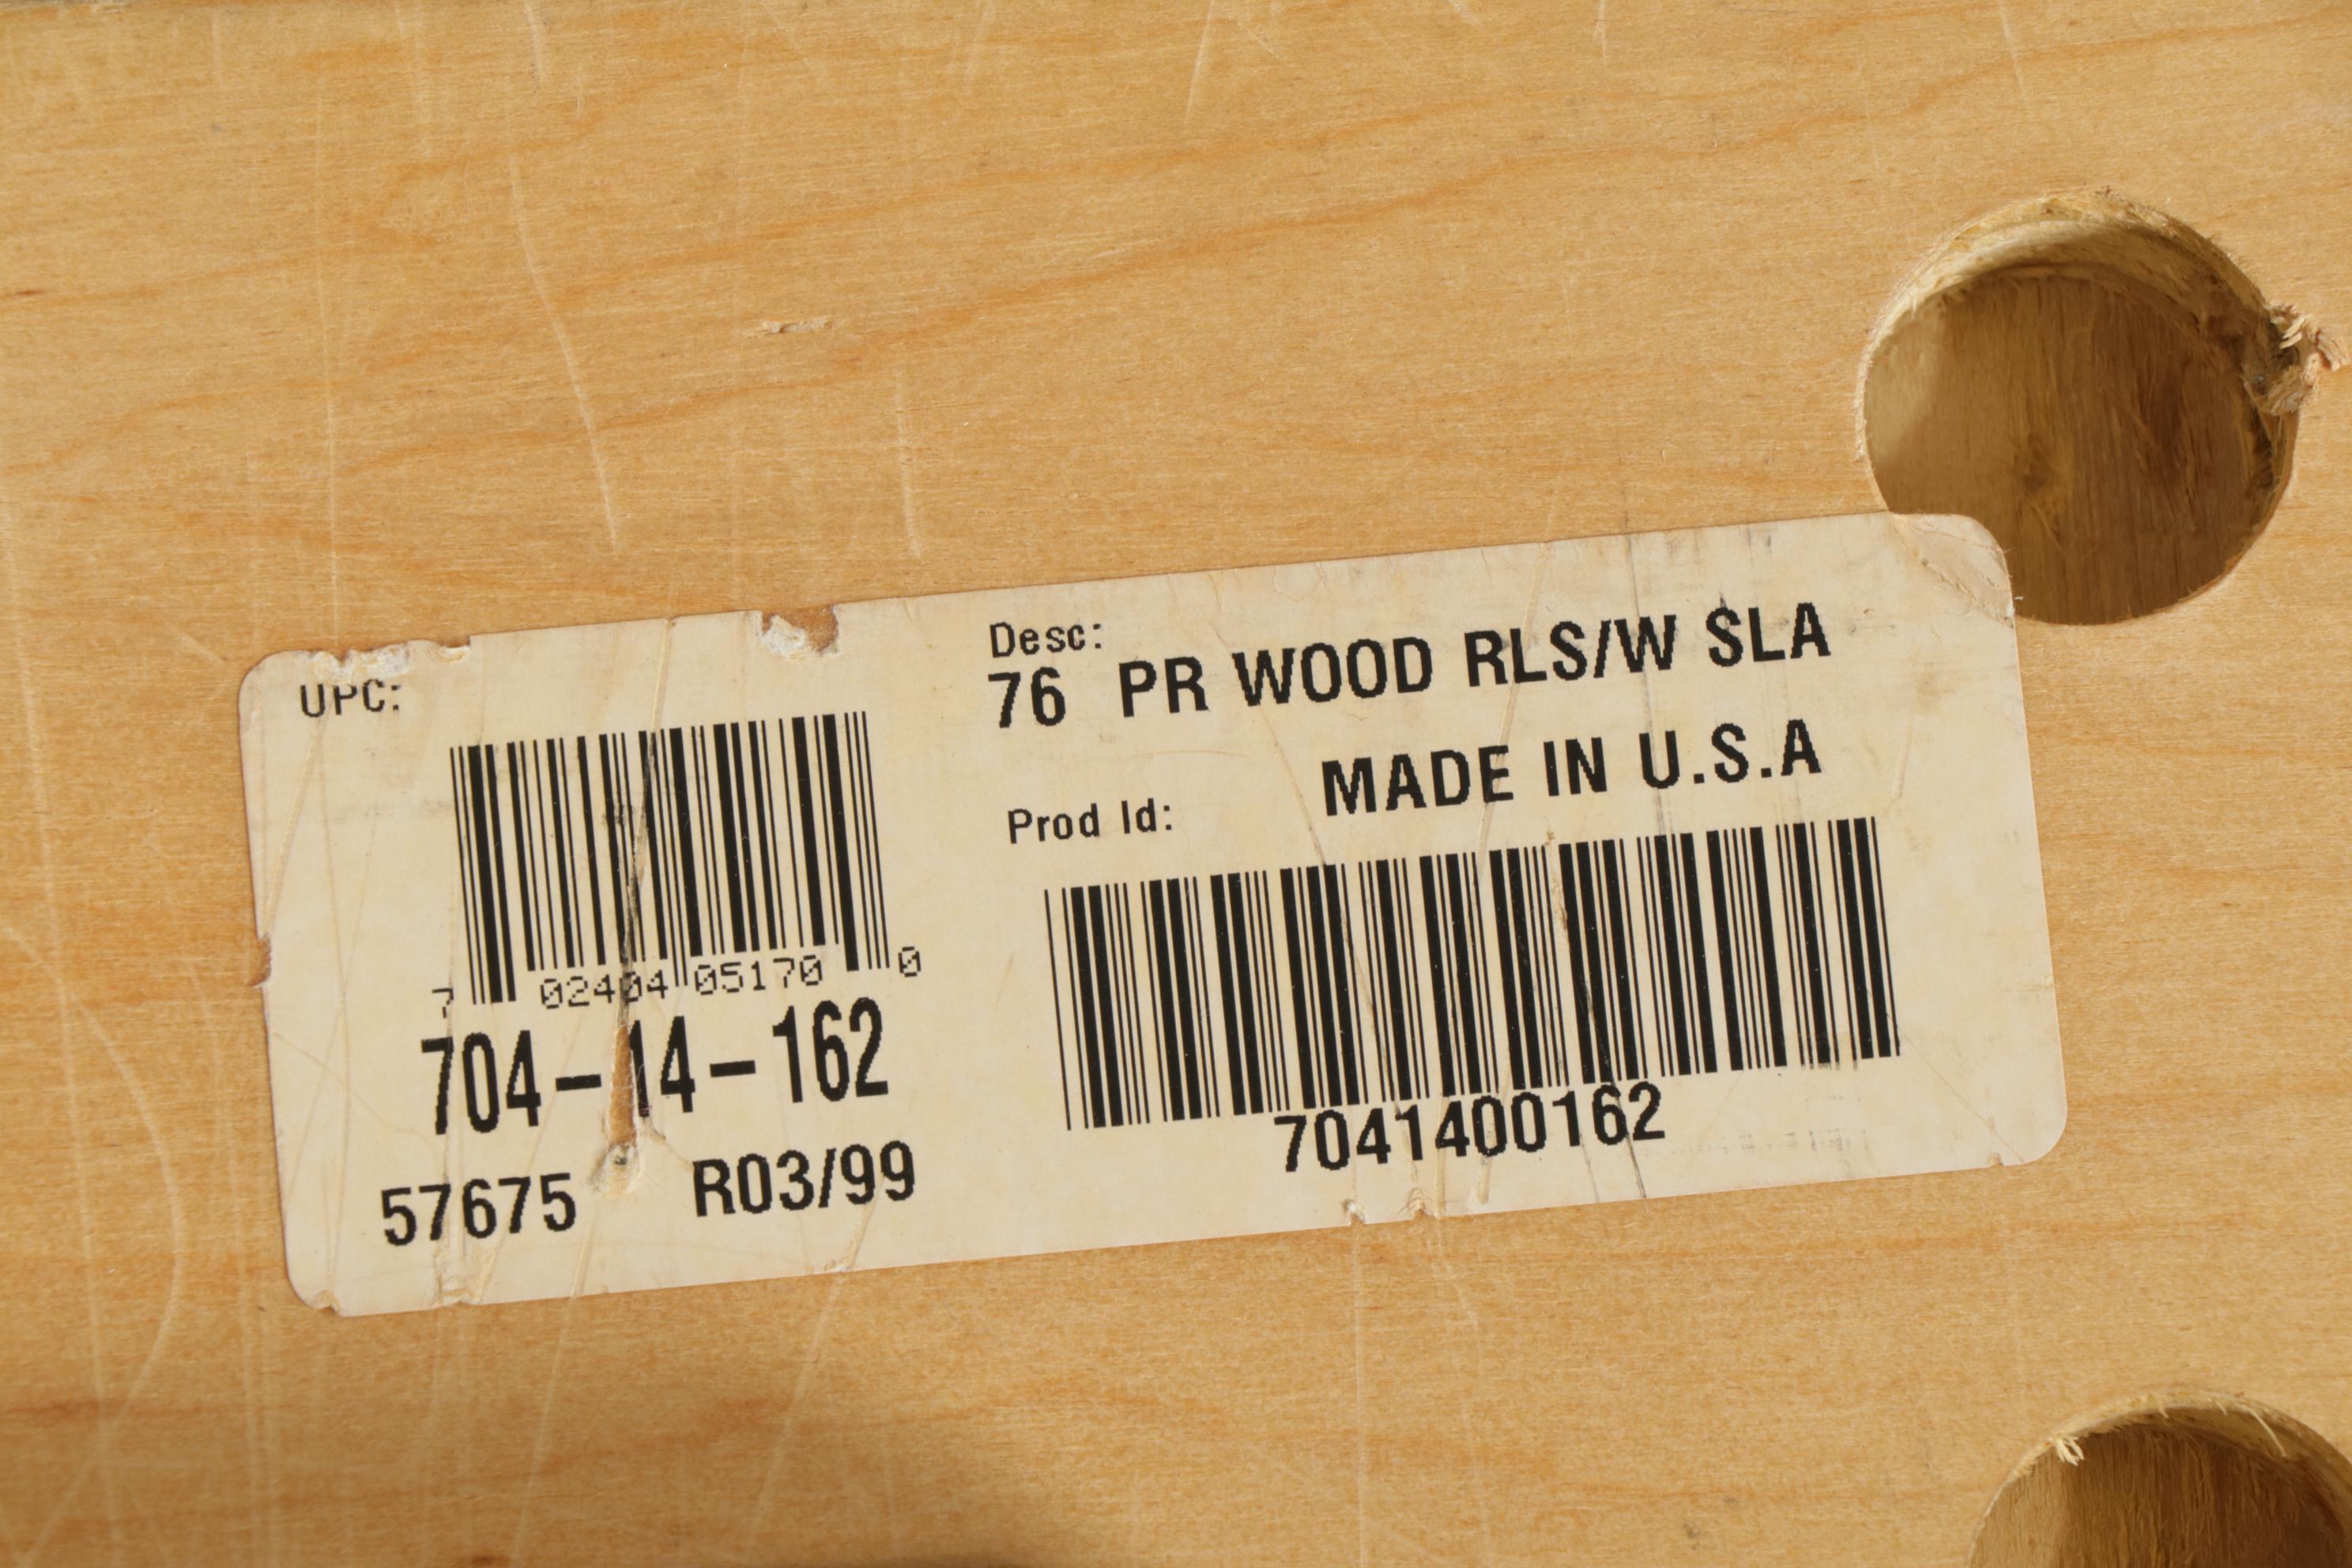 UPC:
7 02404 05170 0
704-14-162
57675 R03/99
Desc:
76 PR WOOD RLS/W SLA
MADE IN U.S.A
Prod Id:
7041400162